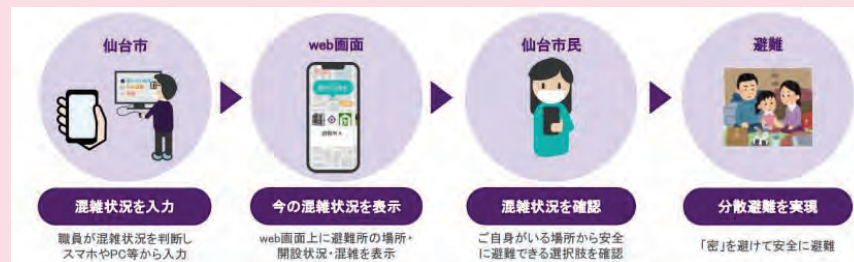 仙台市
web画面
仙台市民
避難
混雑状況を入力
今の混雑状況を表示
混雑状況を確認
分散避難を実現
職員が混雑状況を判断し
スマホやPC等から入力
web画面上に避難所の場所・
開設状況・混雑を表示
ご自身がいる場所から安全
に避難できる選択肢を確認
「密」を避けて安全に避難